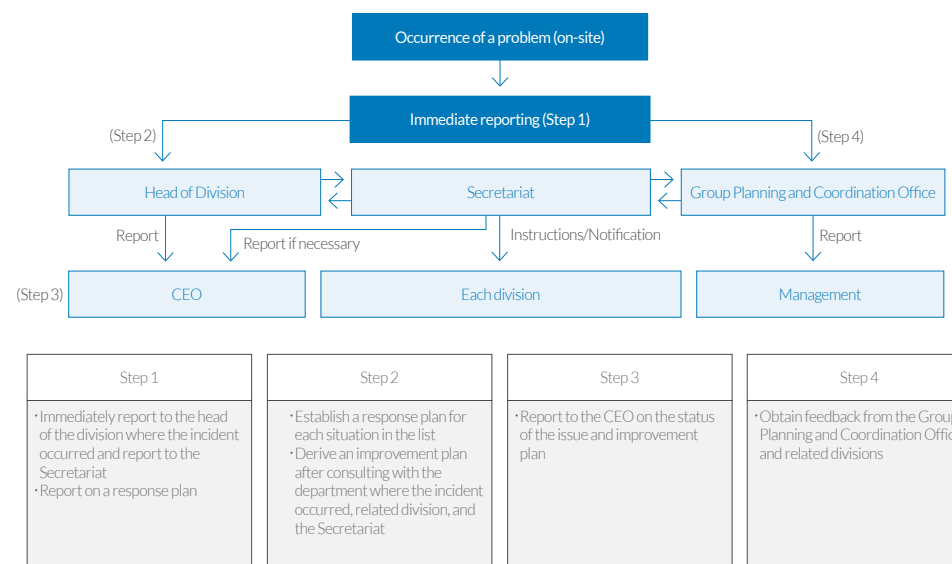 Occurrence of a problem (on-site)
Immediate reporting (Step 1)
(Step 2)
(Step 4)
Head of Division
Secretariat
Group Planning and Coordination Office
Report
Report if necessary
Instructions/Notification
Report
(Step 3)
CEO
Each division
Management
Step 1
・Immediately report to the head
of the division where the incident
occurred and report to the
Secretariat
・Report on a response plan
Step 2
・Establish a response plan for
each situation in the list
・Derive an improvement plan
after consulting with the
department where the incident
occurred, related division, and
the Secretariat
Step 3
・Report to the CEO on the status
of the issue and improvement
plan
Step 4
・Obtain feedback from the Group
Planning and Coordination Offic
and related divisions